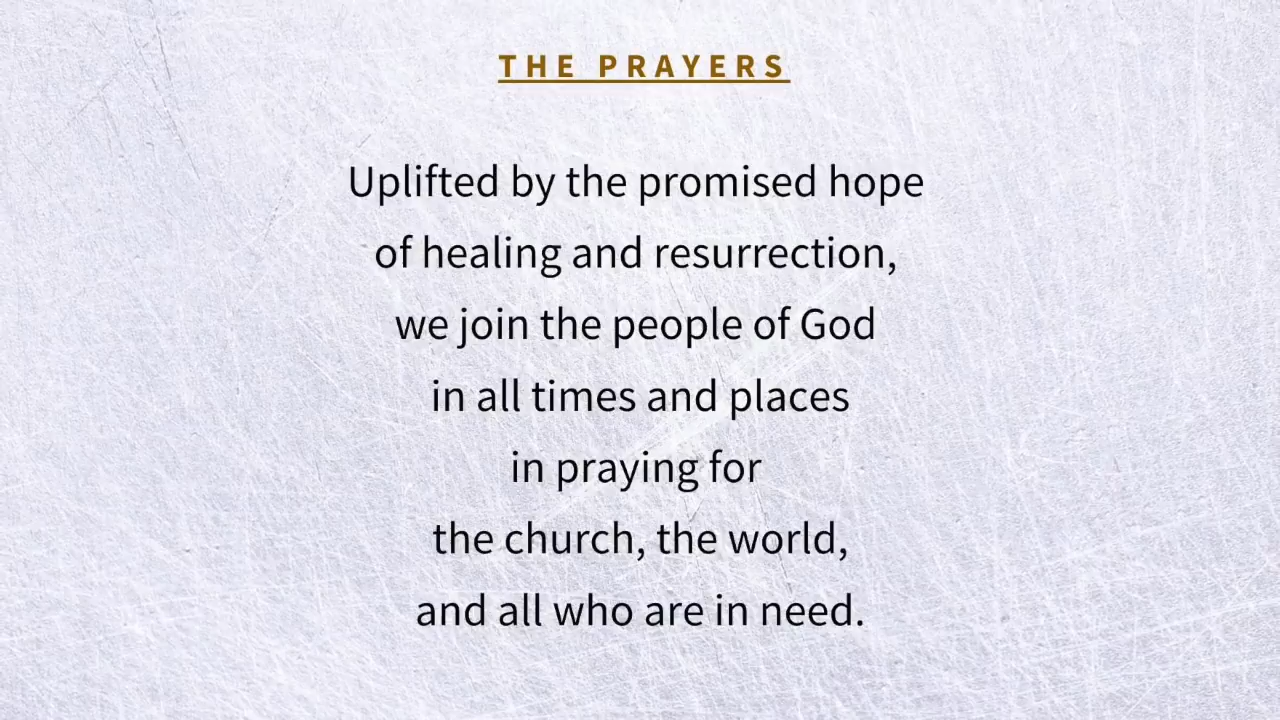 THE PRAYERS
Uplifted by the promised hope
of healing and resurrection,
we join the people of God
in all times and places
in praying for
the church, the world,
and all who are in need.